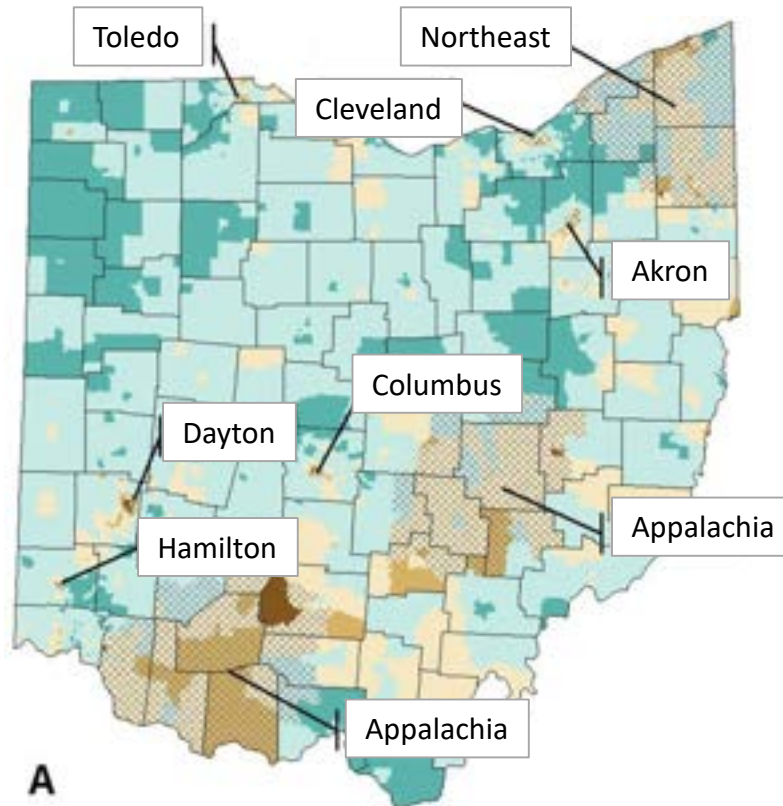 Toledo
Northeast
Cleveland
Akron
Columbus
Dayton
Appalachia
Hamilton
Appalachia
A